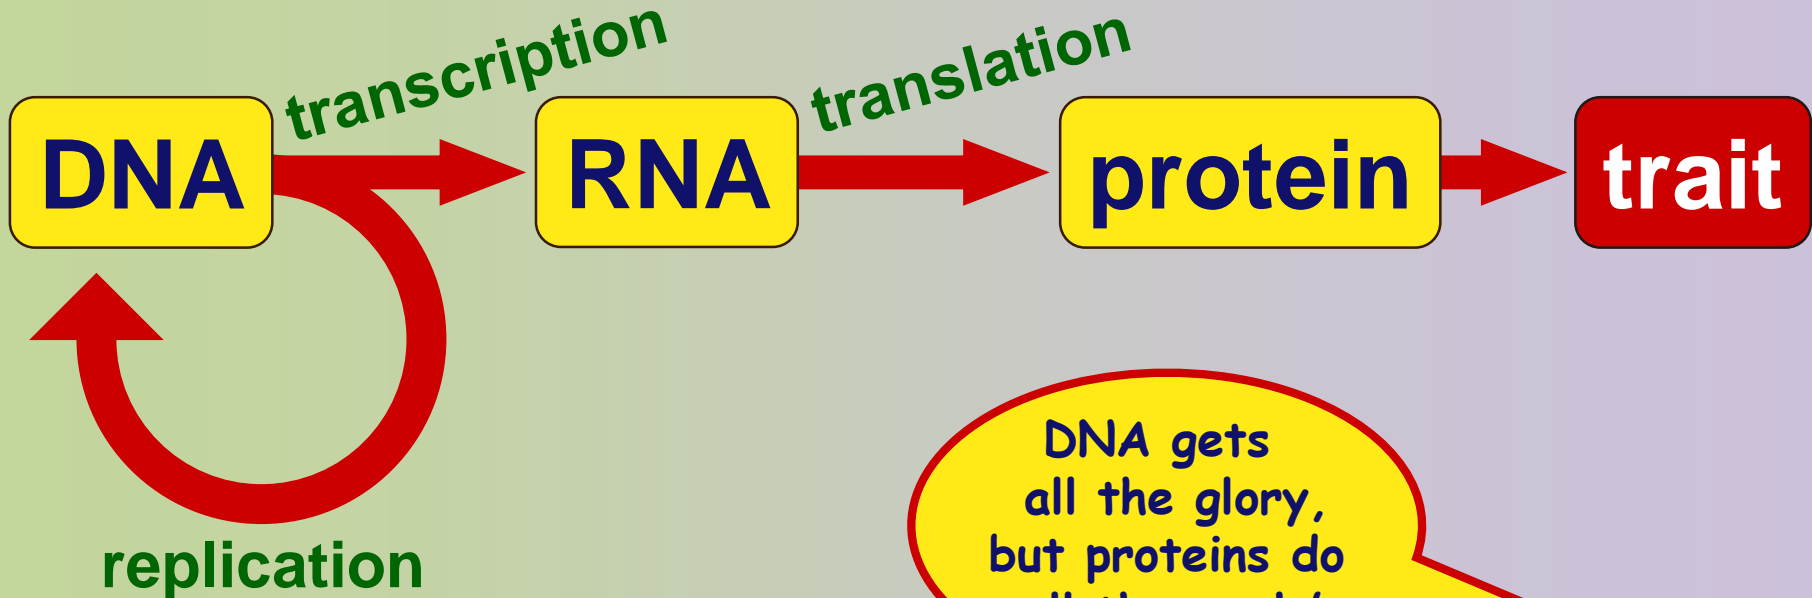 transcription
translation
DNA
RNA
protein
trait
replication
DNA gets
all the glory,
but proteins do